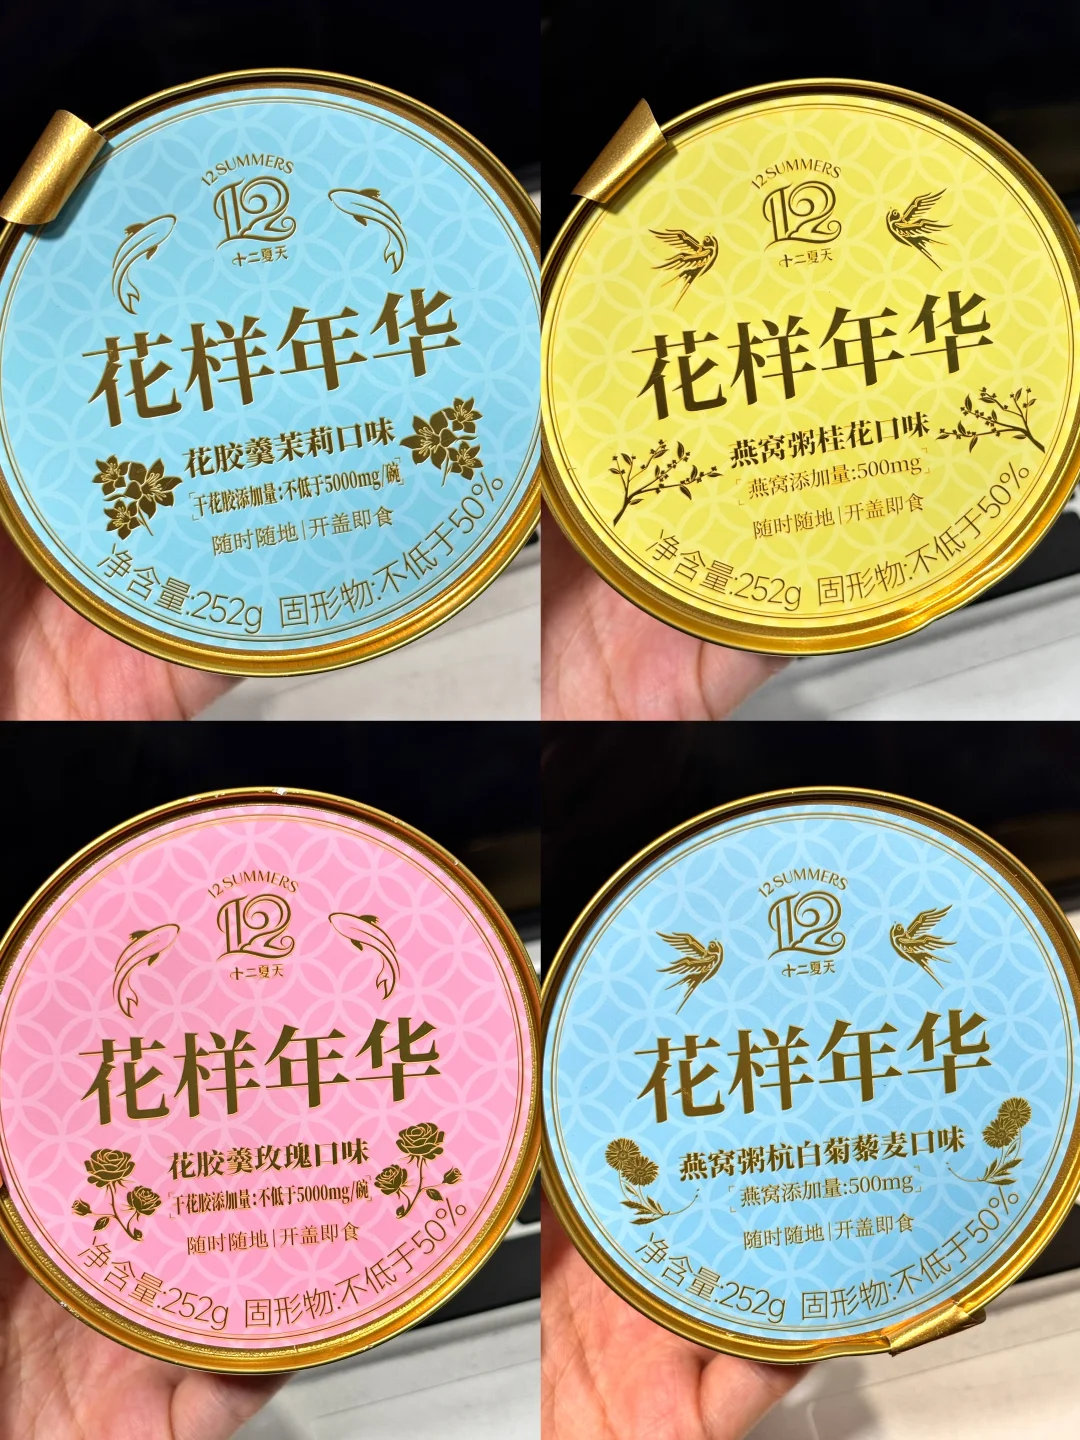 12 SUMMERS
12
十二夏天
花样年华
花胶羹茉莉口味
干花胶添加量:不低于5000mg/碗
随时随地|开盖即食
净含量:252g 固形物:不低于50%
12 SUMMERS
12
十二夏天
花样年华
燕窝粥桂花口味
燕窝添加量:500mg
随时随地|开盖即食
净含量:252g 固形物:不低于50%
12 SUMMERS
12
十二夏天
花样年华
花胶羹玫瑰口味
干花胶添加量:不低于5000mg/碗
随时随地|开盖即食
净含量:252g 固形物:不低于50%
12 SUMMERS
12
十二夏天
花样年华
燕窝粥杭白菊藜麦口味
燕窝添加量:500mg
随时随地|开盖即食
净含量:252g 固形物:不低于50%